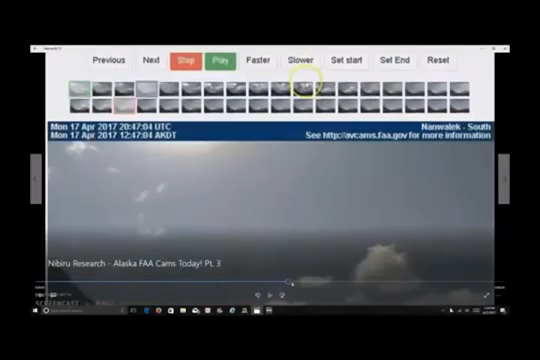 Previous Next Stop Play Faster Slower Set start Set End Reset
Mon 17 Apr 2017 20:47:04 UTC Nanwalek - South
Mon 17 Apr 2017 12:47:04 AKDT See http://avcams.faa.gov for more information
Nibiru Research - Alaska FAA Cams Today! Pt. 3